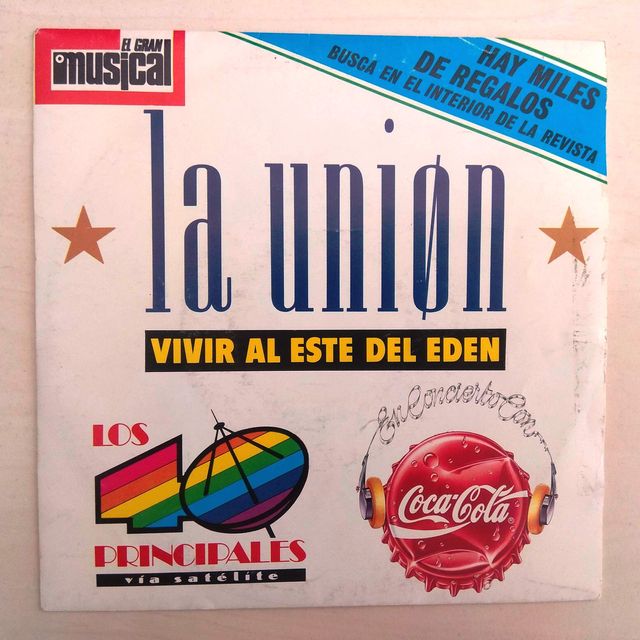 EL GRAN
musical
HAY MILES
DE REGALOS
BUSCA EN EL INTERIOR DE LA REVISTA
la uniøn
VIVIR AL ESTE DEL EDEN
LOS
40
PRINCIPALES
vía satélite
En Concierto Con
Coca-Cola®